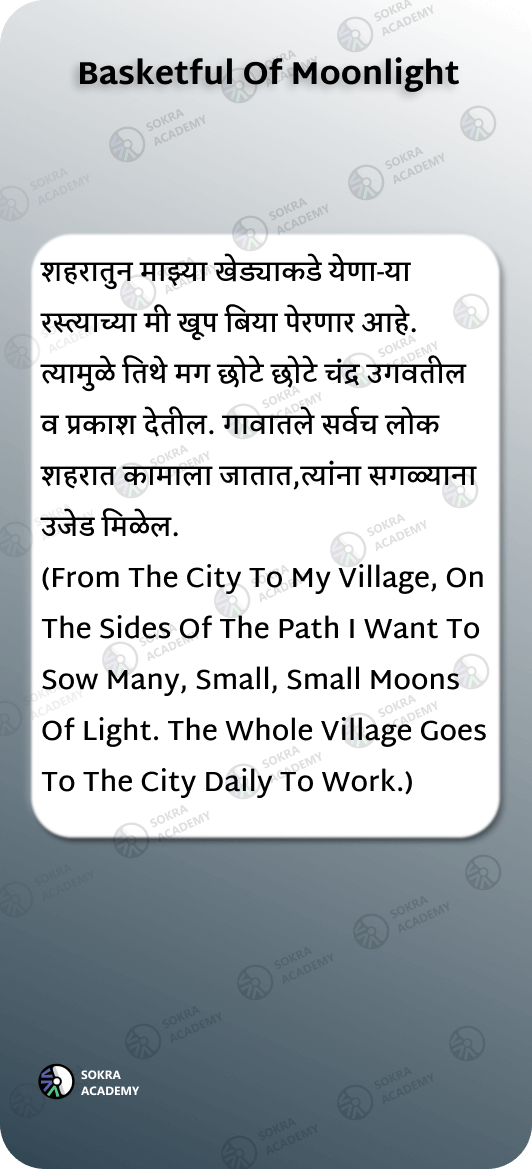 Basketful Of Moonlight
शहरातुन माझ्या खेड्याकडे येणा-या
रस्त्याच्या मी खूप बिया पेरणार आहे.
त्यामुळे तिथे मग छोटे छोटे चंद्र उगवतील
व प्रकाश देतील. गावातले सर्वच लोक
शहरात कामाला जातात,त्यांना सगळ्याना
उजेड मिळेल.
(From The City To My Village, On
The Sides Of The Path I Want To
Sow Many, Small, Small Moons
Of Light. The Whole Village Goes
To The City Daily To Work.)
SOKRA
ACADEMY